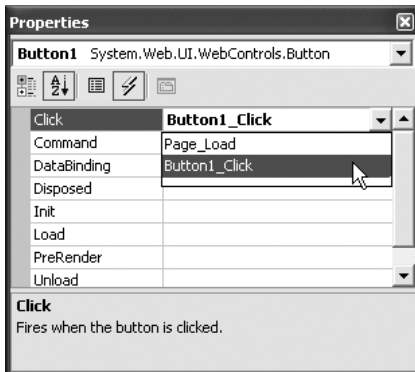 Properties
Button1 System.Web.UI.WebControls.Button
Click Button1_Click
Command Page_Load
DataBinding Button1_Click
Disposed
Init
Load
PreRender
Unload
Click
Fires when the button is clicked.